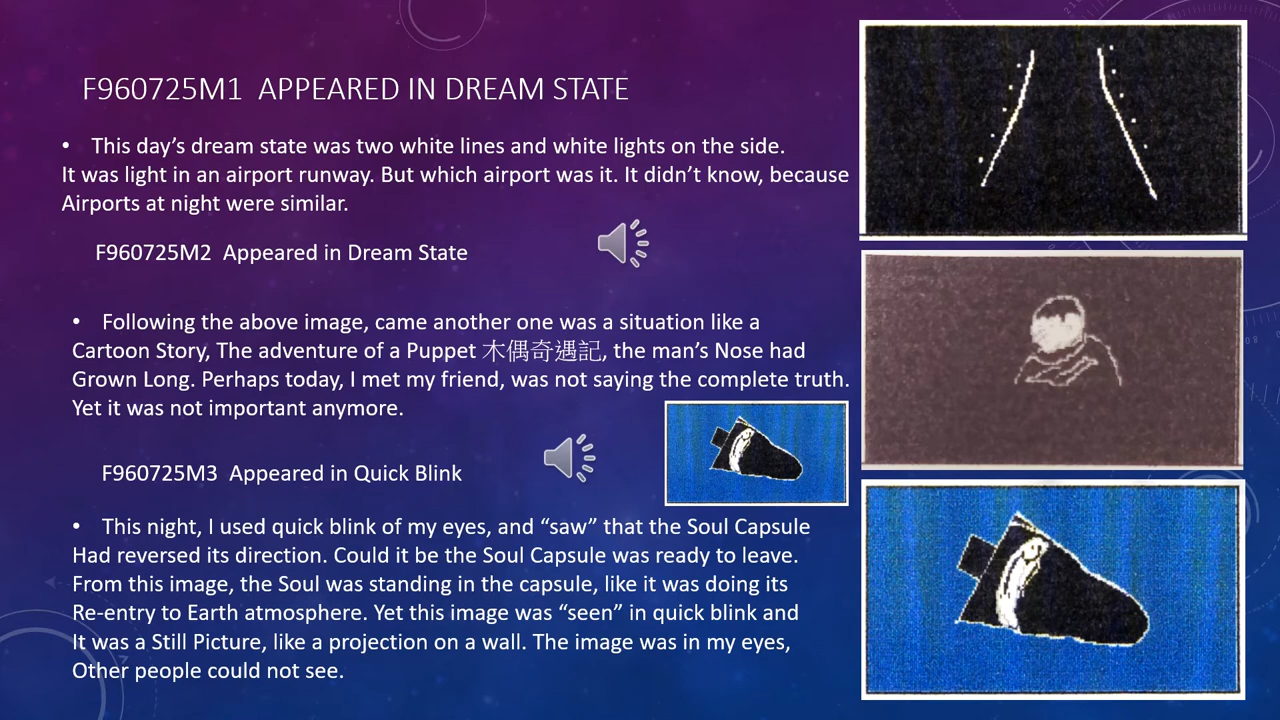 F960725M1  APPEARED IN DREAM STATE
• This day’s dream state was two white lines and white lights on the side.
It was light in an airport runway. But which airport was it. It didn’t know, because
Airports at night were similar.
F960725M2  Appeared in Dream State
• Following the above image, came another one was a situation like a
Cartoon Story, The adventure of a Puppet 木偶奇遇記, the man’s Nose had
Grown Long. Perhaps today, I met my friend, was not saying the complete truth.
Yet it was not important anymore.
F960725M3  Appeared in Quick Blink
• This night, I used quick blink of my eyes, and “saw” that the Soul Capsule
Had reversed its direction. Could it be the Soul Capsule was ready to leave.
From this image, the Soul was standing in the capsule, like it was doing its
Re-entry to Earth atmosphere. Yet this image was “seen” in quick blink and
It was a Still Picture, like a projection on a wall. The image was in my eyes,
Other people could not see.